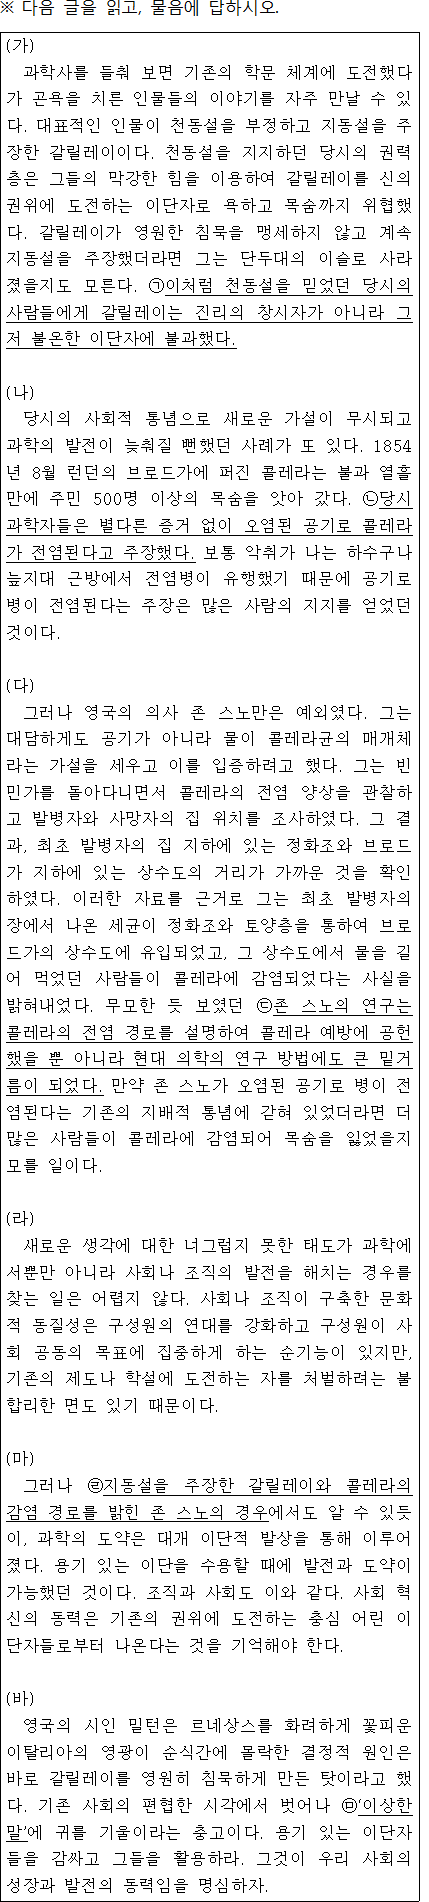 ※ 다음 글을 읽고, 물음에 답하시오.
(가)
과학사를 들춰 보면 기존의 학문 체계에 도전했다
가 곤욕을 치른 인물들의 이야기를 자주 만날 수 있
다. 대표적인 인물이 천동설을 부정하고 지동설을 주
장한 갈릴레이이다. 천동설을 지지하던 당시의 권력
층은 그들의 막강한 힘을 이용하여 갈릴레이를 신의
권위에 도전하는 이단자로 욕하고 목숨까지 위협했
다. 갈릴레이가 영원한 침묵을 맹세하지 않고 계속
지동설을 주장했더라면 그는 단두대의 이슬로 사라
졌을지도 모른다. ㉠이처럼 천동설을 믿었던 당시의
사람들에게 갈릴레이는 진리의 창시자가 아니라 그
저 불온한 이단자에 불과했다.
(나)
당시의 사회적 통념으로 새로운 가설이 무시되고
과학의 발전이 늦춰질 뻔했던 사례가 또 있다. 1854
년 8월 런던의 브로드가에 퍼진 콜레라는 불과 열흘
만에 주민 500명 이상의 목숨을 앗아 갔다. ㉡당시
과학자들은 별다른 증거 없이 오염된 공기로 콜레라
가 전염된다고 주장했다. 보통 악취가 나는 하수구나
늪지대 근방에서 전염병이 유행했기 때문에 공기로
병이 전염된다는 주장은 많은 사람의 지지를 얻었던
것이다.
(다)
그러나 영국의 의사 존 스노만은 예외였다. 그는
대담하게도 공기가 아니라 물이 콜레라균의 매개체
라는 가설을 세우고 이를 입증하려고 했다. 그는 빈
민가를 돌아다니면서 콜레라의 전염 양상을 관찰하
고 발병자와 사망자의 집 위치를 조사하였다. 그 결
과, 최초 발병자의 집 지하에 있는 정화조와 브로드
가 지하에 있는 상수도의 거리가 가까운 것을 확인
하였다. 이러한 자료를 근거로 그는 최초 발병자의
장에서 나온 세균이 정화조와 토양층을 통하여 브로
드가의 상수도에 유입되었고, 그 상수도에서 물을 길
어 먹었던 사람들이 콜레라에 감염되었다는 사실을
밝혀내었다. 무모한 듯 보였던 ㉢존 스노의 연구는
콜레라의 전염 경로를 설명하여 콜레라 예방에 공헌
했을 뿐 아니라 현대 의학의 연구 방법에도 큰 밑거
름이 되었다. 만약 존 스노가 오염된 공기로 병이 전
염된다는 기존의 지배적 통념에 갇혀 있었더라면 더
많은 사람들이 콜레라에 감염되어 목숨을 잃었을지
모를 일이다.
(라)
새로운 생각에 대한 너그럽지 못한 태도가 과학에
서뿐만 아니라 사회나 조직의 발전을 해치는 경우를
찾는 일은 어렵지 않다. 사회나 조직이 구축한 문화
적 동질성은 구성원의 연대를 강화하고 구성원이 사
회 공동의 목표에 집중하게 하는 순기능이 있지만,
기존의 제도나 학설에 도전하는 자를 처벌하려는 불
합리한 면도 있기 때문이다.
(마)
그러나 ㉣지동설을 주장한 갈릴레이와 콜레라의
감염 경로를 밝힌 존 스노의 경우에서도 알 수 있듯
이, 과학의 도약은 대개 이단적 발상을 통해 이루어
졌다. 용기 있는 이단을 수용할 때에 발전과 도약이
가능했던 것이다. 조직과 사회도 이와 같다. 사회 혁
신의 동력은 기존의 권위에 도전하는 충심 어린 이
단자들로부터 나온다는 것을 기억해야 한다.
(바)
영국의 시인 밀턴은 르네상스를 화려하게 꽃피운
이탈리아의 영광이 순식간에 몰락한 결정적 원인은
바로 갈릴레이를 영원히 침묵하게 만든 탓이라고 했
다. 기존 사회의 편협한 시각에서 벗어나 ㉤'이상한
말'에 귀를 기울이라는 충고이다. 용기 있는 이단자
들을 감싸고 그들을 활용하라. 그것이 우리 사회의
성장과 발전의 동력임을 명심하자.